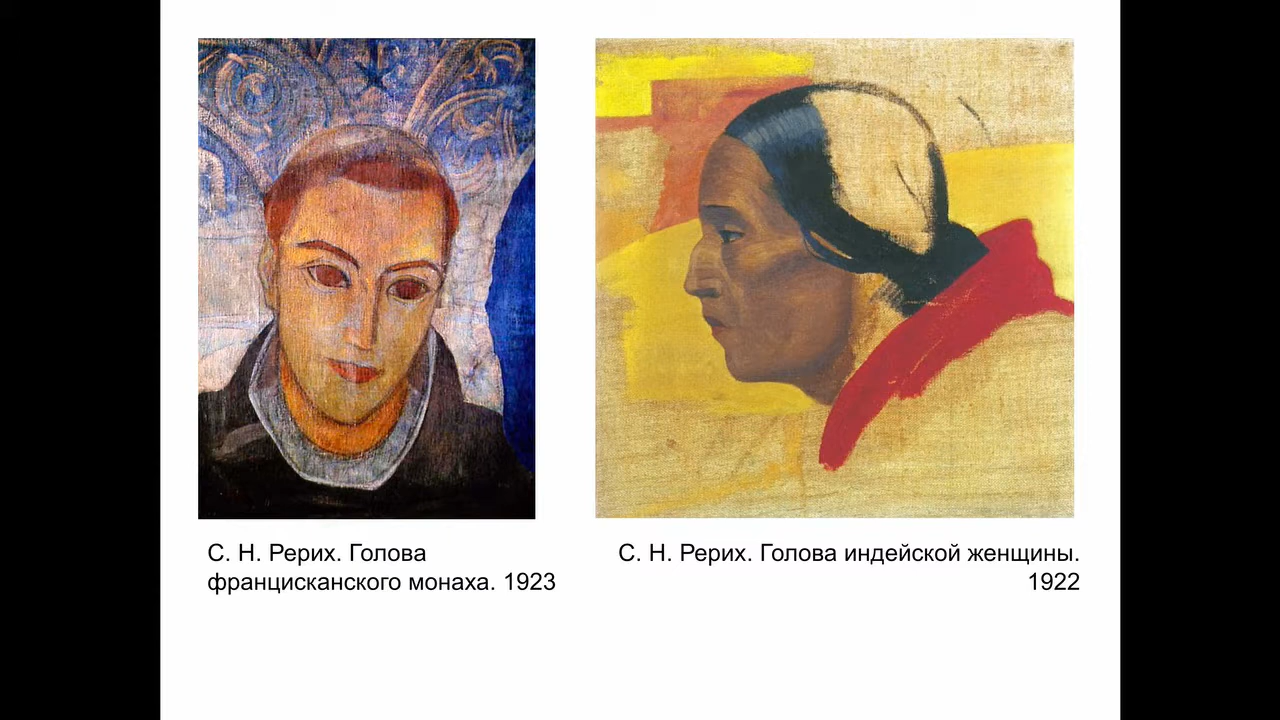 С. Н. Рерих. Голова
францисканского монаха. 1923
С. Н. Рерих. Голова индейской женщины.
1922